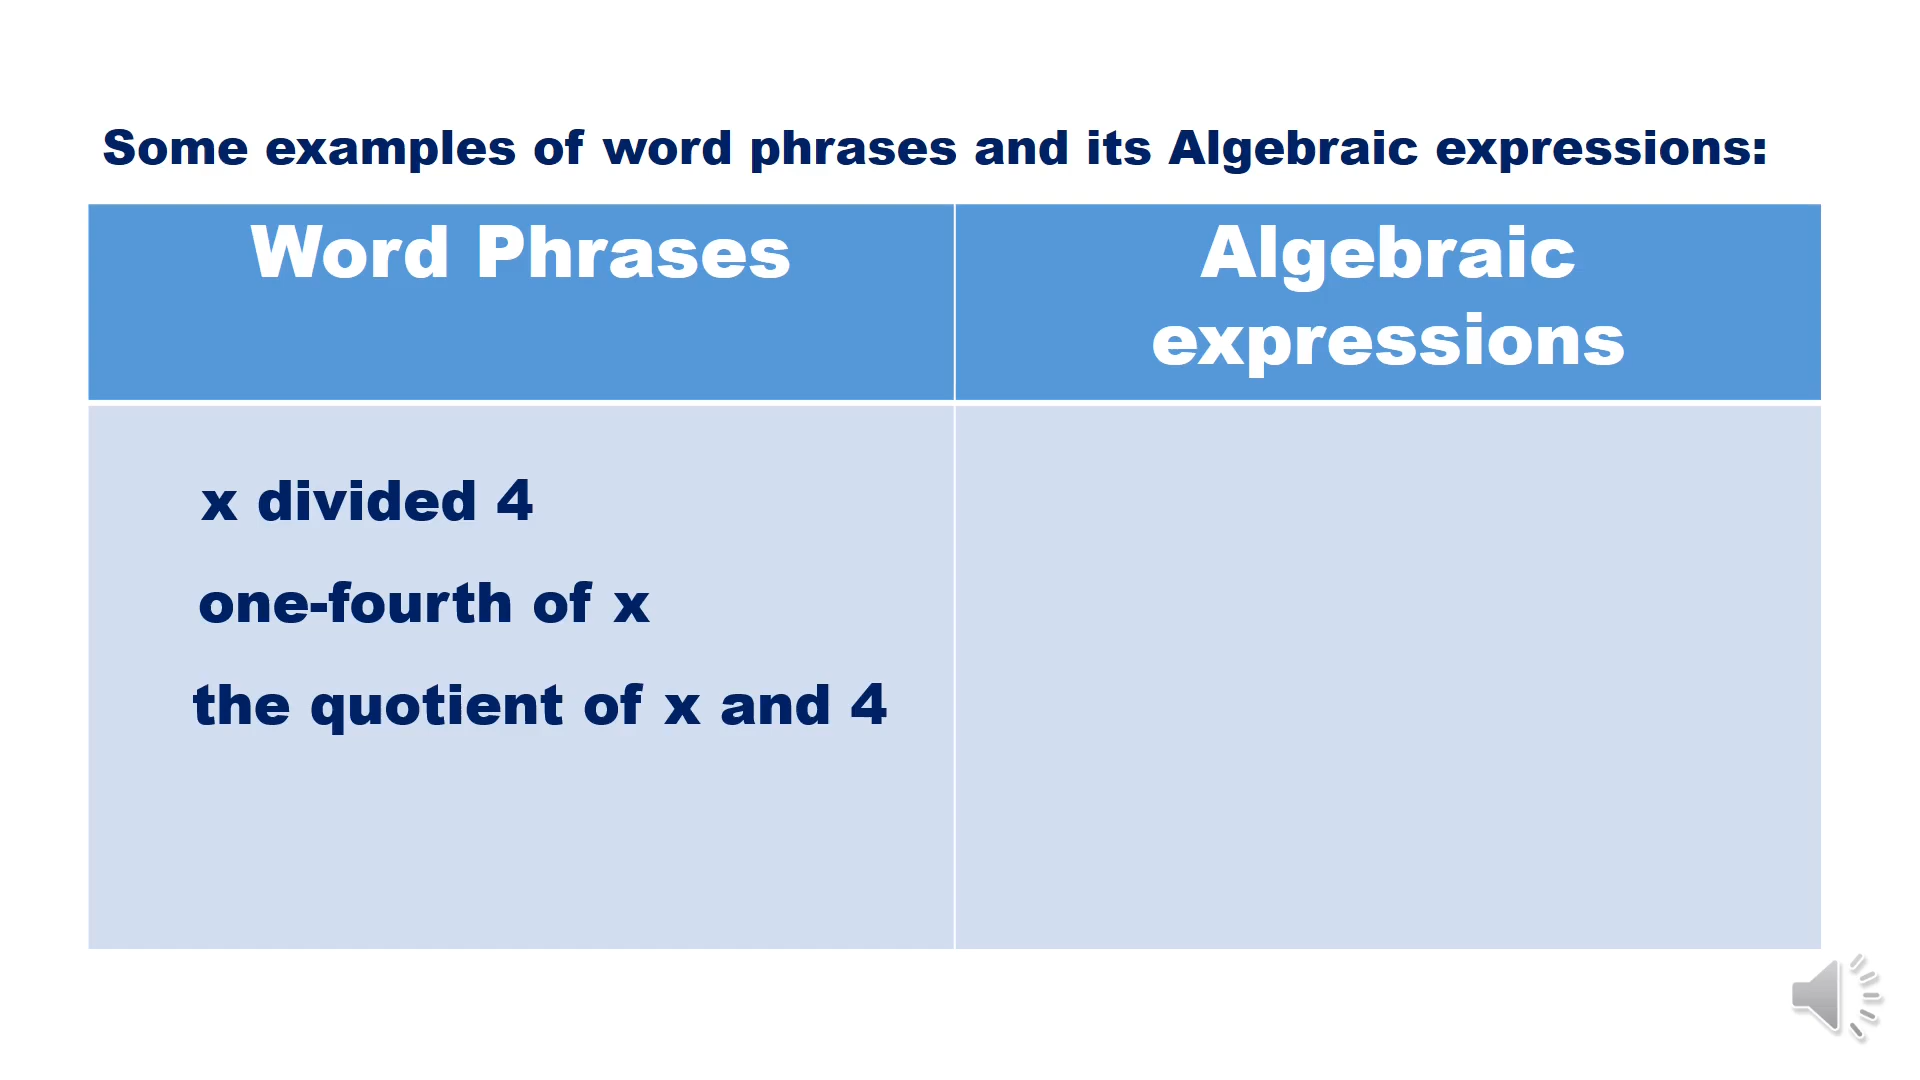 Some examples of word phrases and its Algebraic expressions:
Word Phrases
Algebraic
expressions
x divided 4
one-fourth of x
the quotient of x and 4